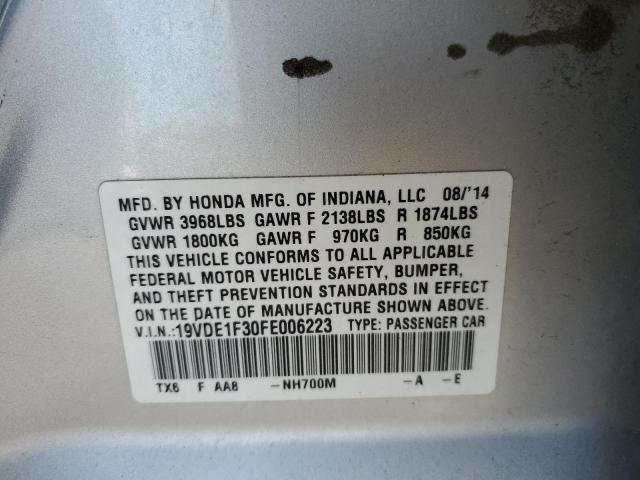 MFD. BY HONDA MFG. OF INDIANA, LLC 08/'14
GVWR 3968LBS GAWR F 2138LBS R 1874LBS
GVWR 1800KG GAWR F 970KG R 850KG
THIS VEHICLE CONFORMS TO ALL APPLICABLE
FEDERAL MOTOR VEHICLE SAFETY, BUMPER,
AND THEFT PREVENTION STANDARDS IN EFFECT
ON THE DATE OF MANUFACTURE SHOWN ABOVE.
V.I.N.:19VDE1F30FE006223 TYPE: PASSENGER CAR
TX6 F AA8 -NH700M -A -E